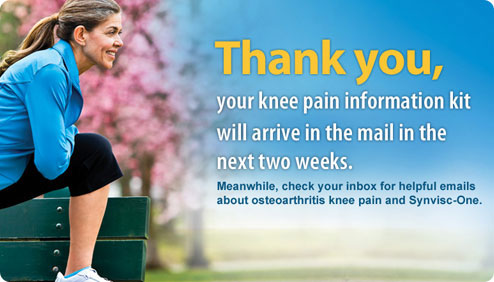 Thank you,
your knee pain information kit
will arrive in the mail in the
next two weeks.
Meanwhile, check your inbox for helpful emails
about osteoarthritis knee pain and Synvisc-One.